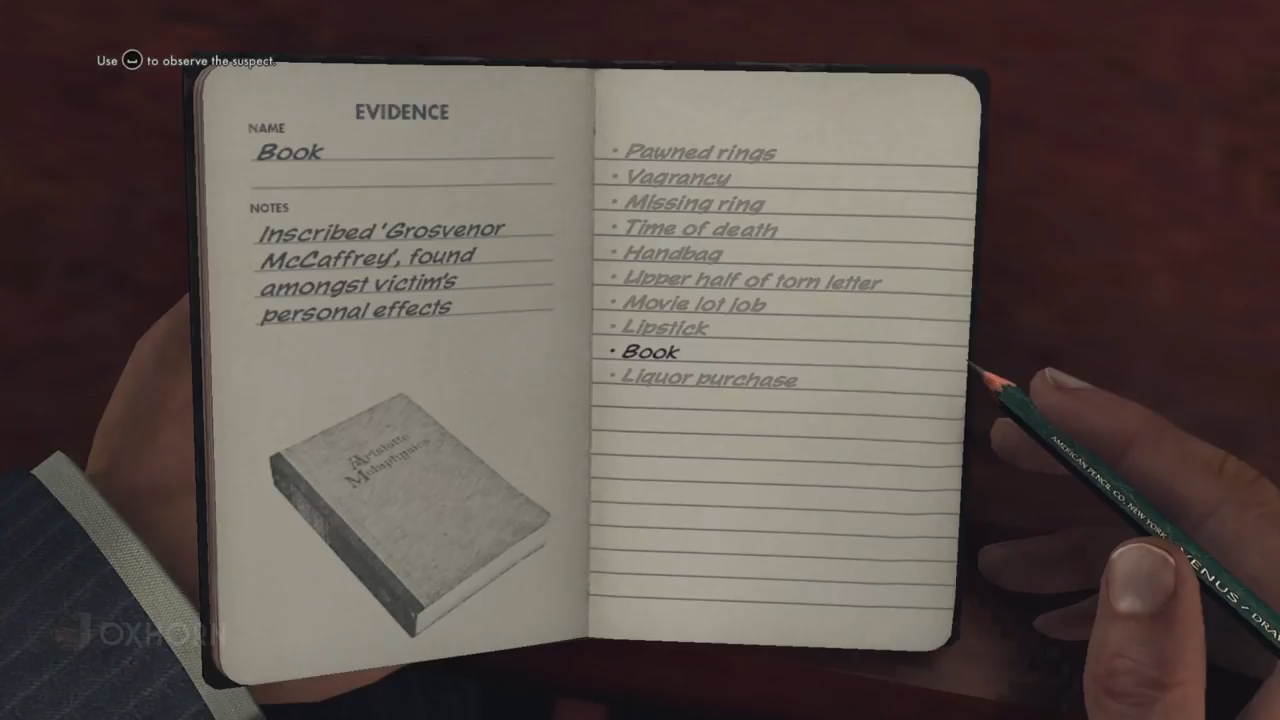 Use to observe the suspect.
EVIDENCE
NAME
Book
NOTES
Inscribed 'Grosvenor
McCaffrey', found
amongst victim's
personal effects
Aristotle
Metaphysics
• Pawned rings
• Vagrancy
• Missing ring
• Time of death
• Handbag
• Upper half of torn letter
• Movie lot job
• Lipstick
• Book
• Liquor purchase
AMERICAN PENCIL CO. NEW YORK
VENUS / DRA
JOXHORN